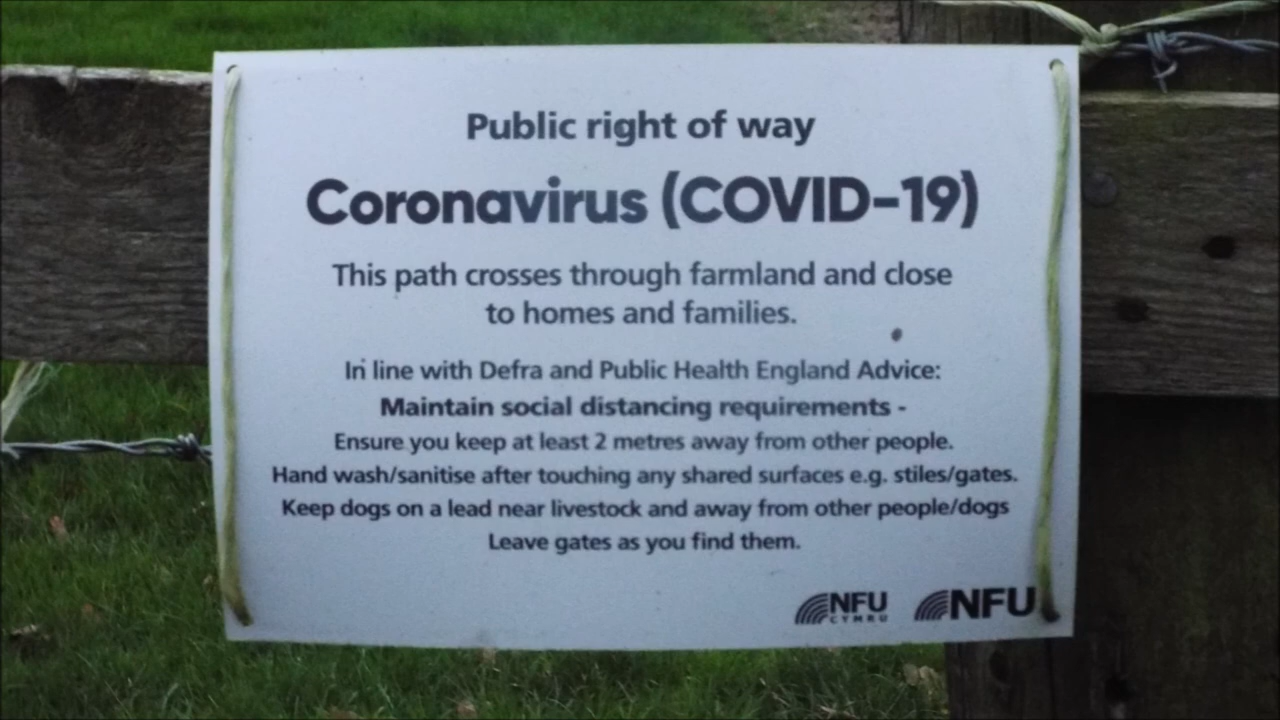 Public right of way
Coronavirus (COVID-19)
This path crosses through farmland and close
to homes and families.
In line with Defra and Public Health England Advice:
Maintain social distancing requirements -
Ensure you keep at least 2 metres away from other people.
Hand wash/sanitise after touching any shared surfaces e.g. stiles/gates.
Keep dogs on a lead near livestock and away from other people/dogs
Leave gates as you find them.
NFU CYMRU NFU